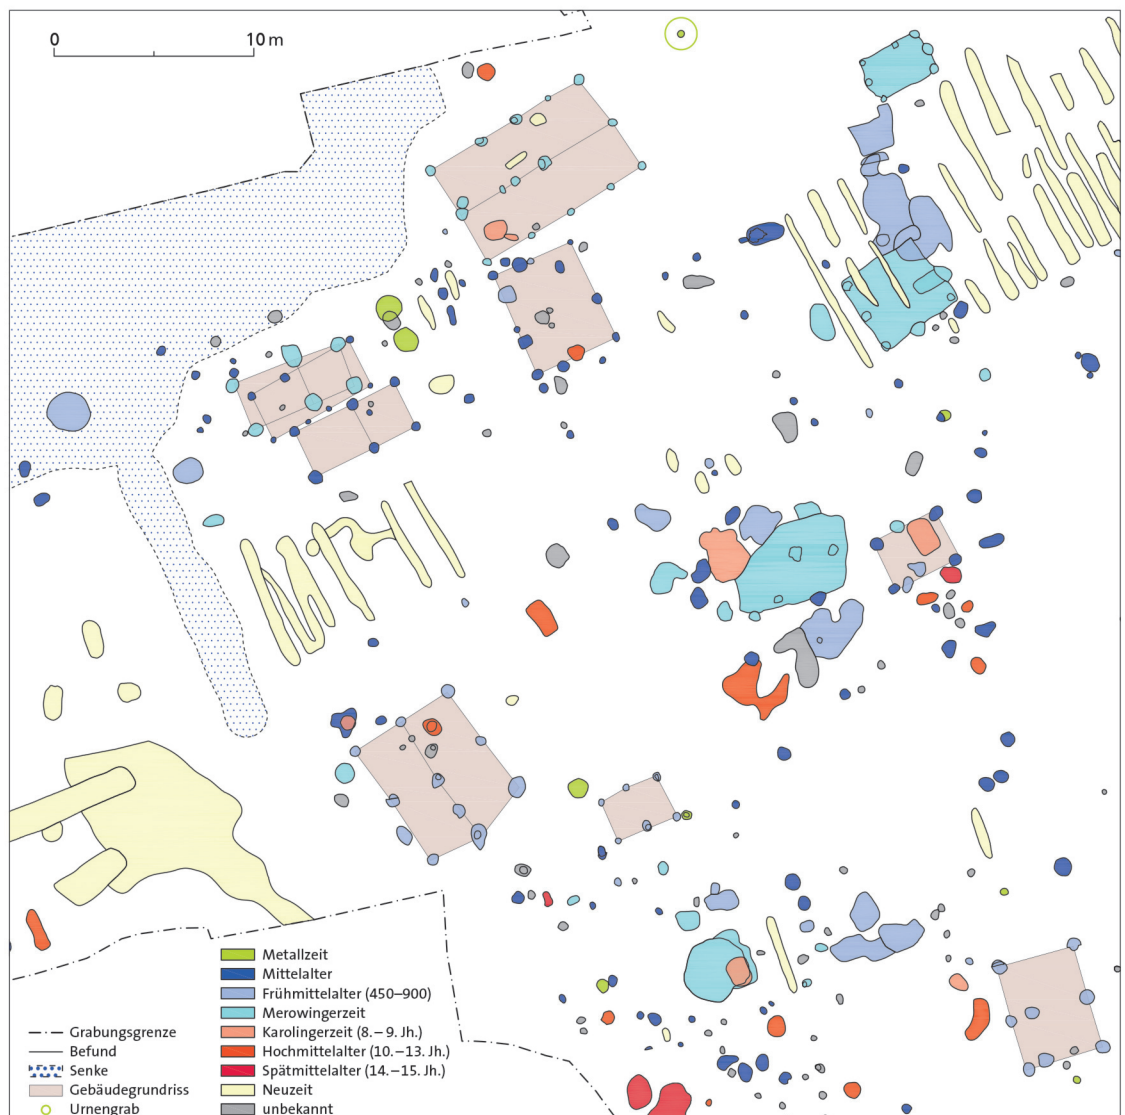 0 10 m
Grabungsgrenze
Befund
Senke
Gebäudegrundriss
Urnengrab
Metallzeit
Mittelalter
Frühmittelalter (450–900)
Merowingerzeit
Karolingerzeit (8. – 9. Jh.)
Hochmittelalter (10. – 13. Jh.)
Spätmittelalter (14. – 15. Jh.)
Neuzeit
unbekannt